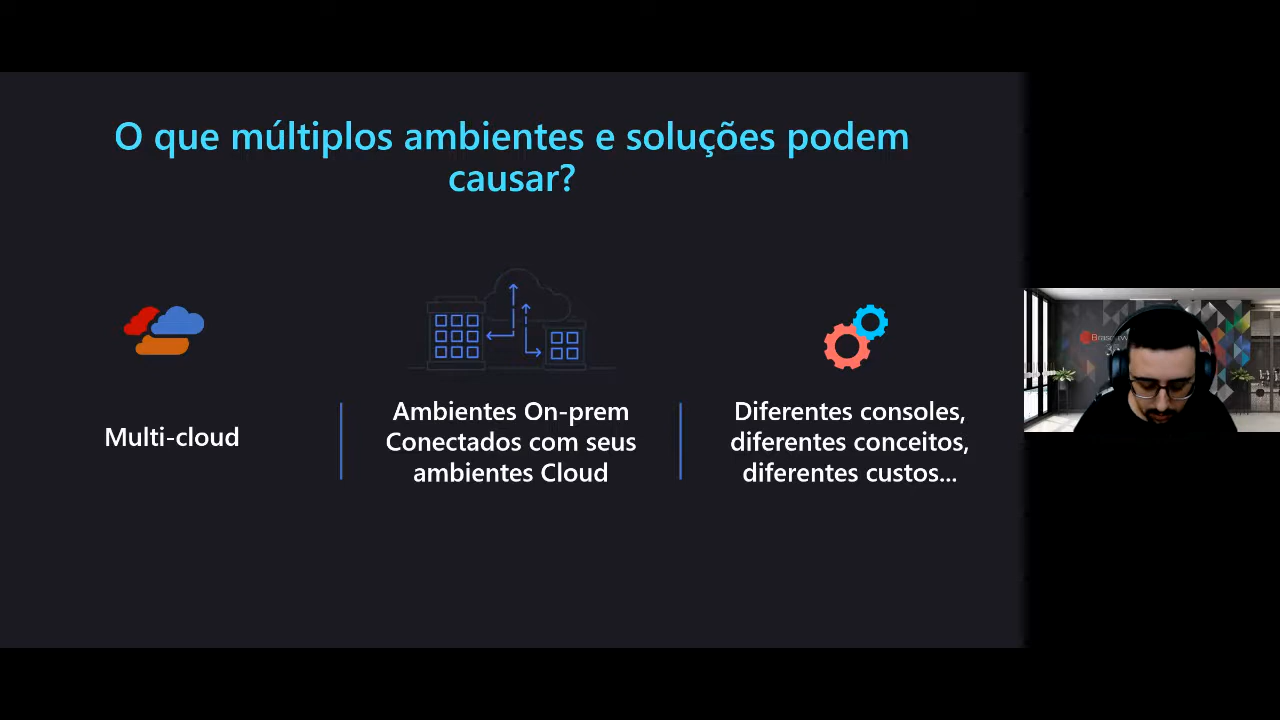 O que múltiplos ambientes e soluções podem
causar?
Multi-cloud
Ambientes On-prem
Conectados com seus
ambientes Cloud
Diferentes consoles,
diferentes conceitos,
diferentes custos...